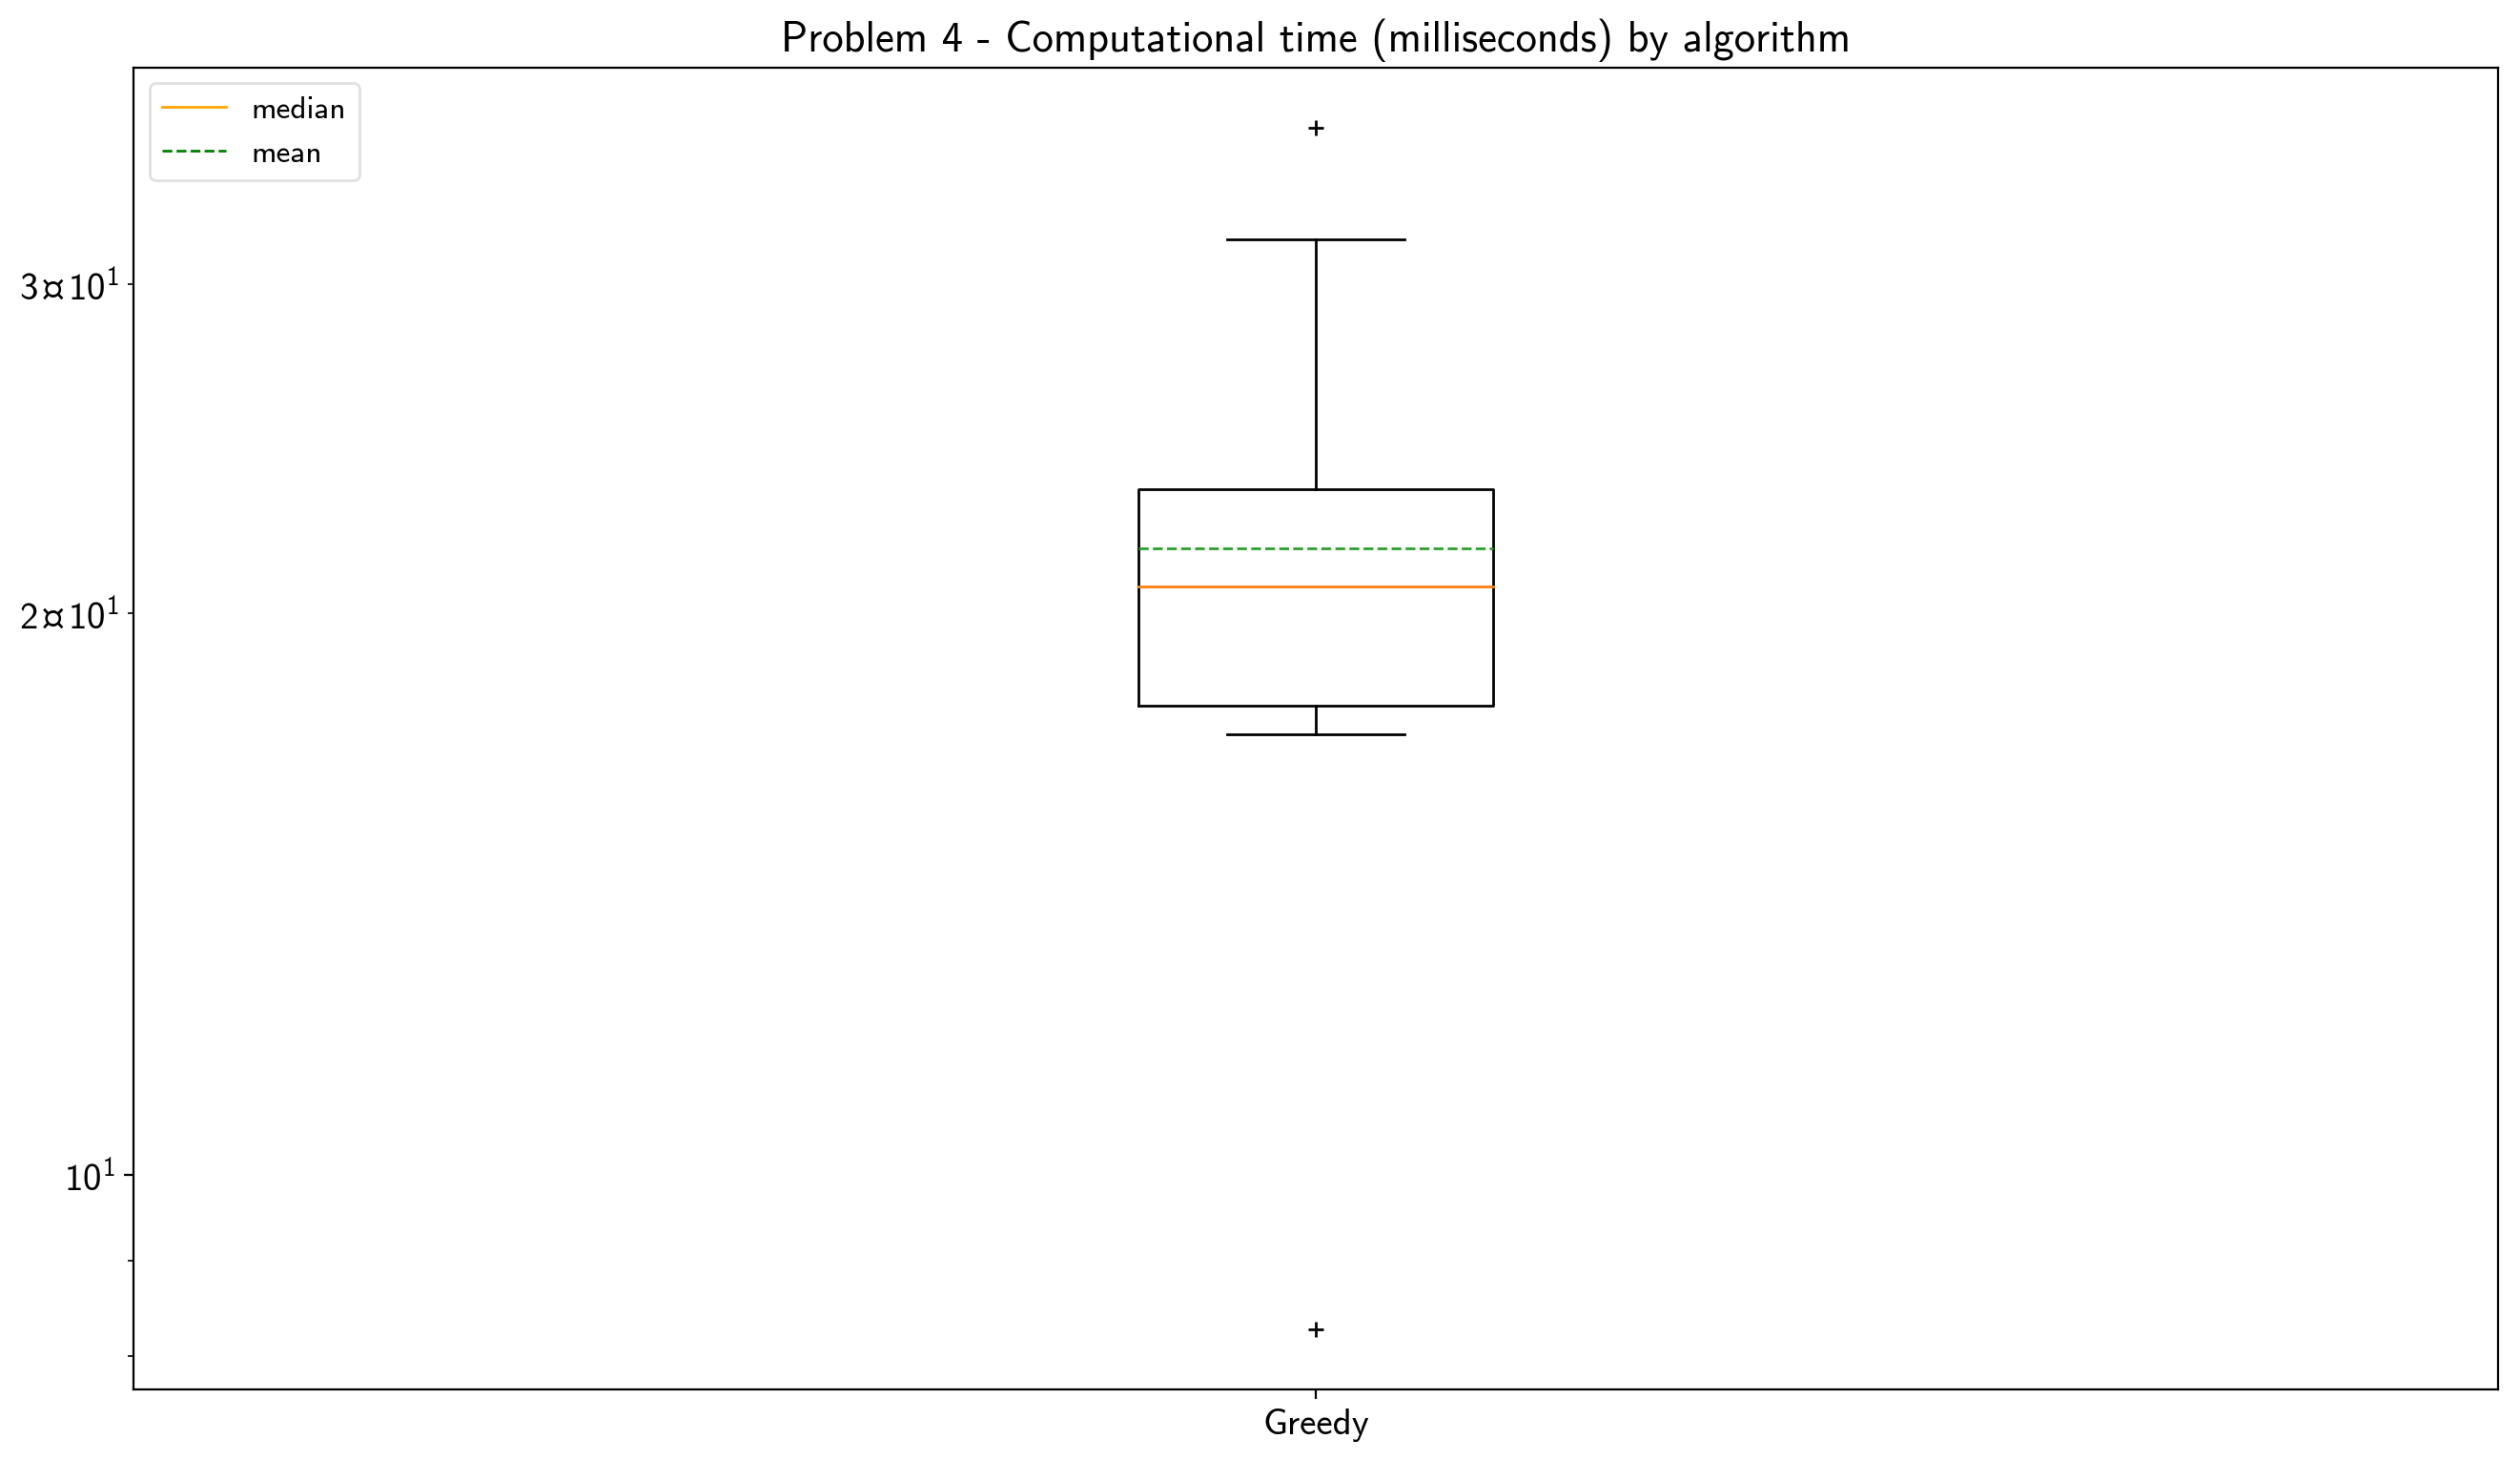 Problem 4 - Computational time (milliseconds) by algorithm
median
mean
3¤10¹
2¤10¹
10¹
Greedy